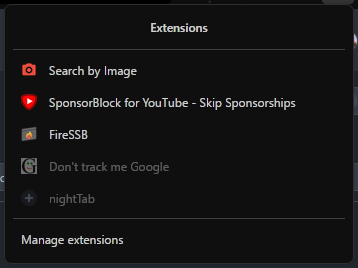 Extensions
Search by Image
SponsorBlock for YouTube - Skip Sponsorships
FireSSB
Don't track me Google
nightTab
Manage extensions